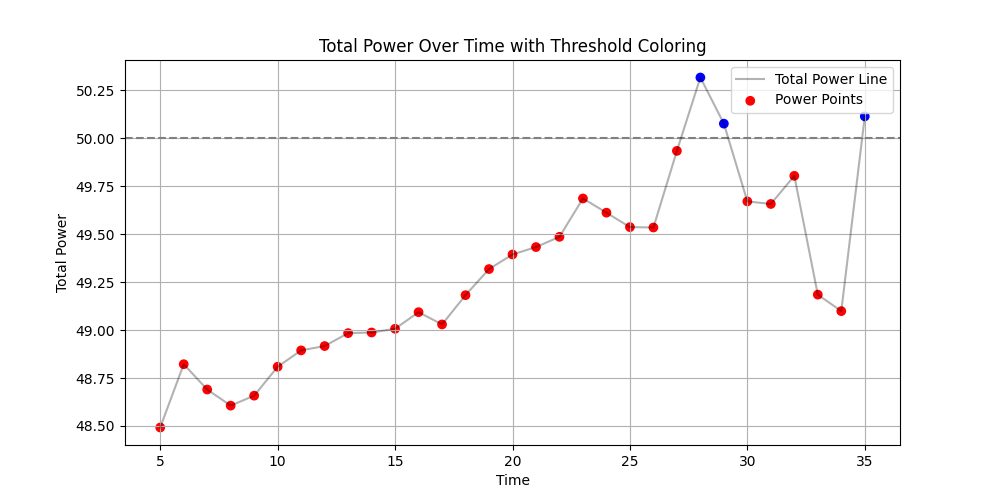 Total Power Over Time with Threshold Coloring
Total Power Line
Power Points
Total Power
50.25
50.00
49.75
49.50
49.25
49.00
48.75
48.50
5 10 15 20 25 30 35
Time